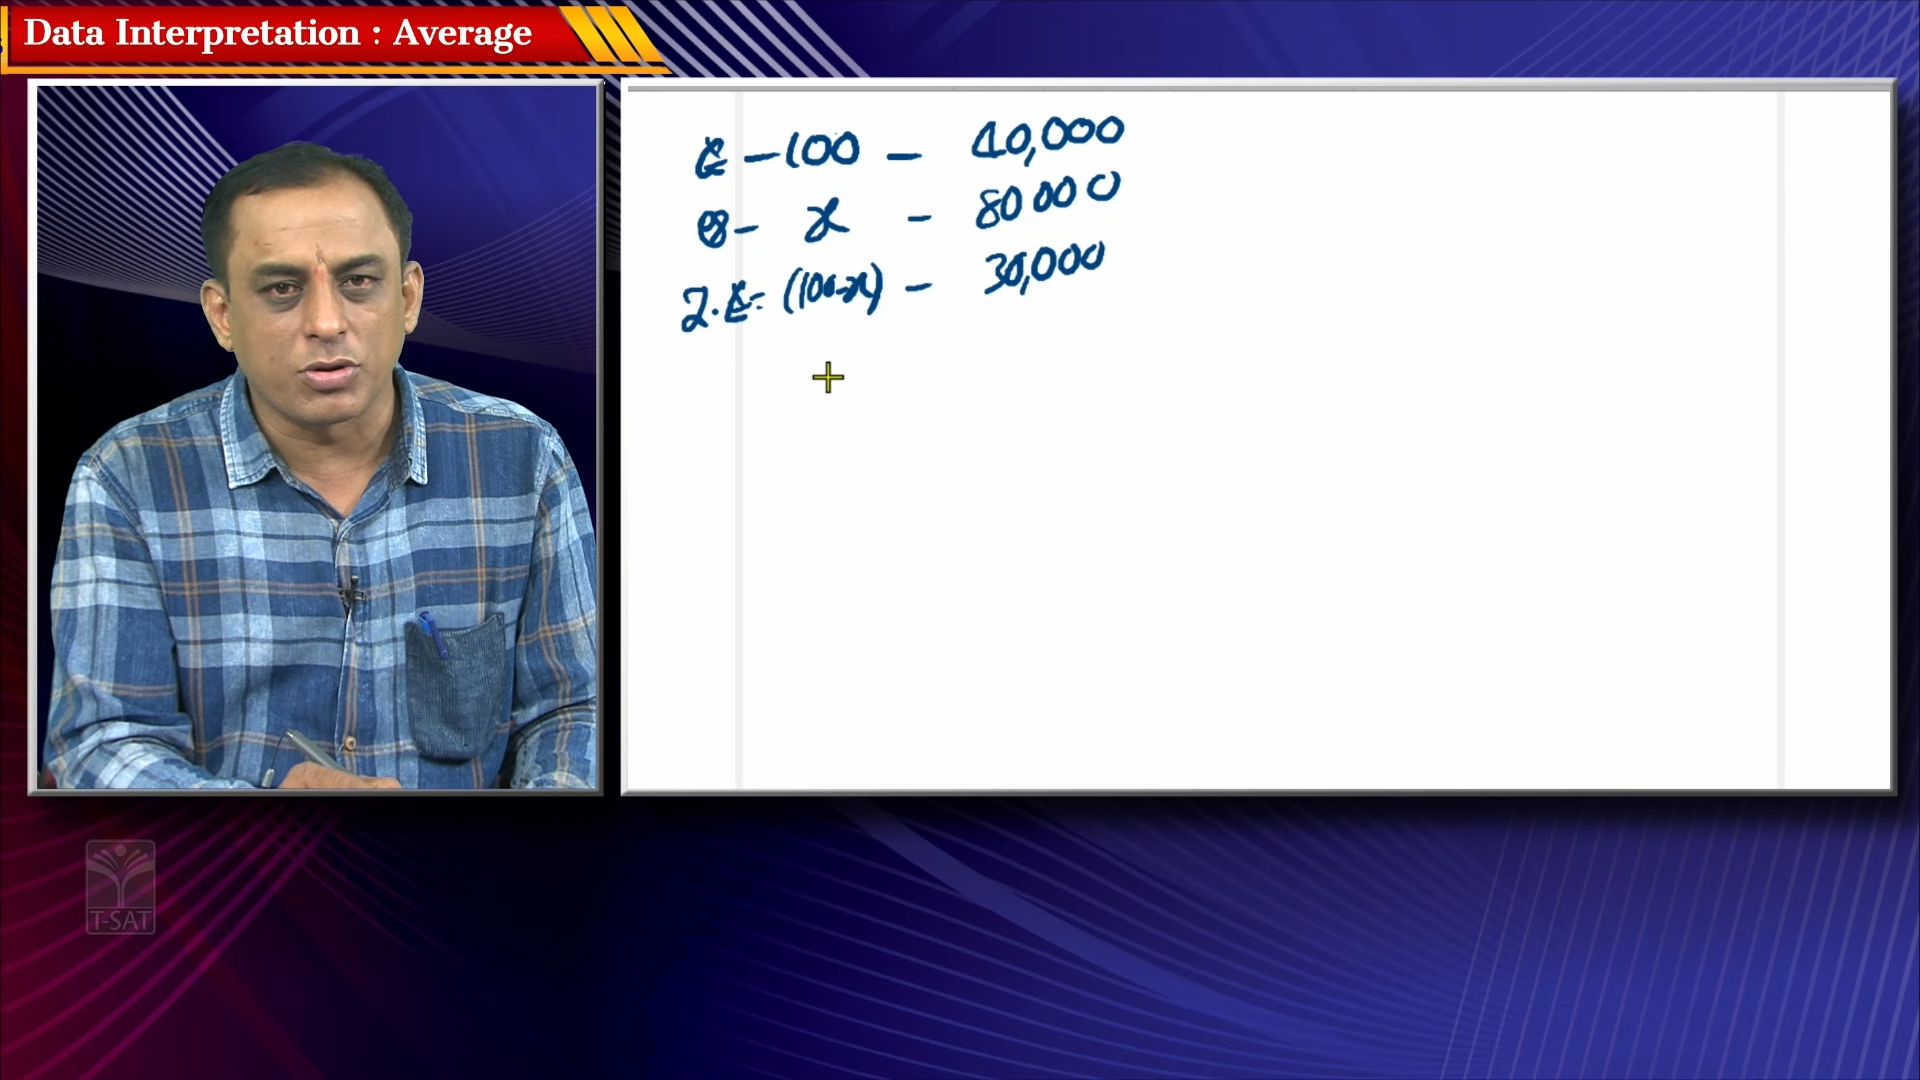 Data Interpretation : Average
E - 100 - 40,000
- x - 80000
(100-x) - 30,000
T-SAT